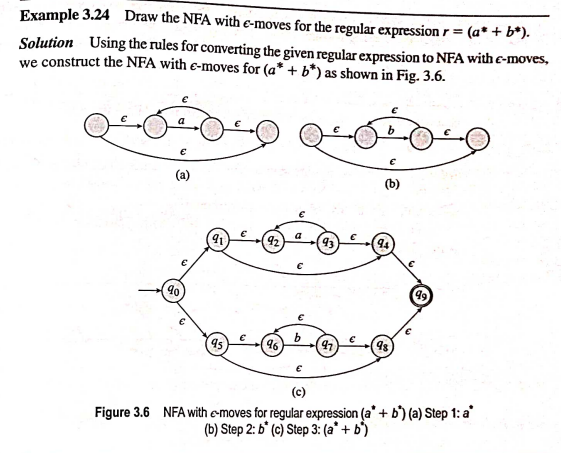 Example 3.24 Draw the NFA with ϵ-moves for the regular expression r = (a* + b*).
Solution Using the rules for converting the given regular expression to NFA with ϵ-moves,
we construct the NFA with ϵ-moves for (a* + b*) as shown in Fig. 3.6.
ϵ
ϵ a ϵ
ϵ
(a)
ϵ
ϵ b ϵ
ϵ
(b)
ϵ
q1 ϵ q2 a q3 ϵ q4
ϵ ϵ ϵ
q0 q9
ϵ ϵ ϵ
q5 ϵ q6 b q7 ϵ q8
ϵ
(c)
Figure 3.6 NFA with ϵ-moves for regular expression (a* + b*) (a) Step 1: a*
(b) Step 2: b* (c) Step 3: (a* + b*)